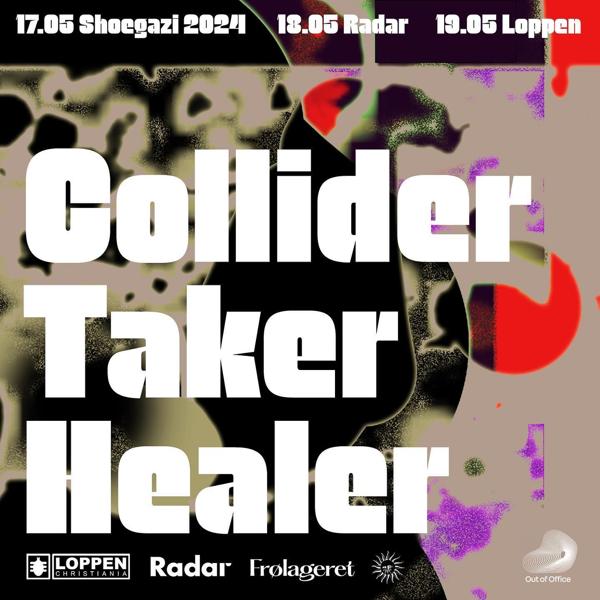 17.05 Shoegazi 2024 18.05 Radar 19.05 Loppen
Collider
Taker
Healer
LOPPEN
CHRISTIANIA
Radar
Frølageret
Out of Office